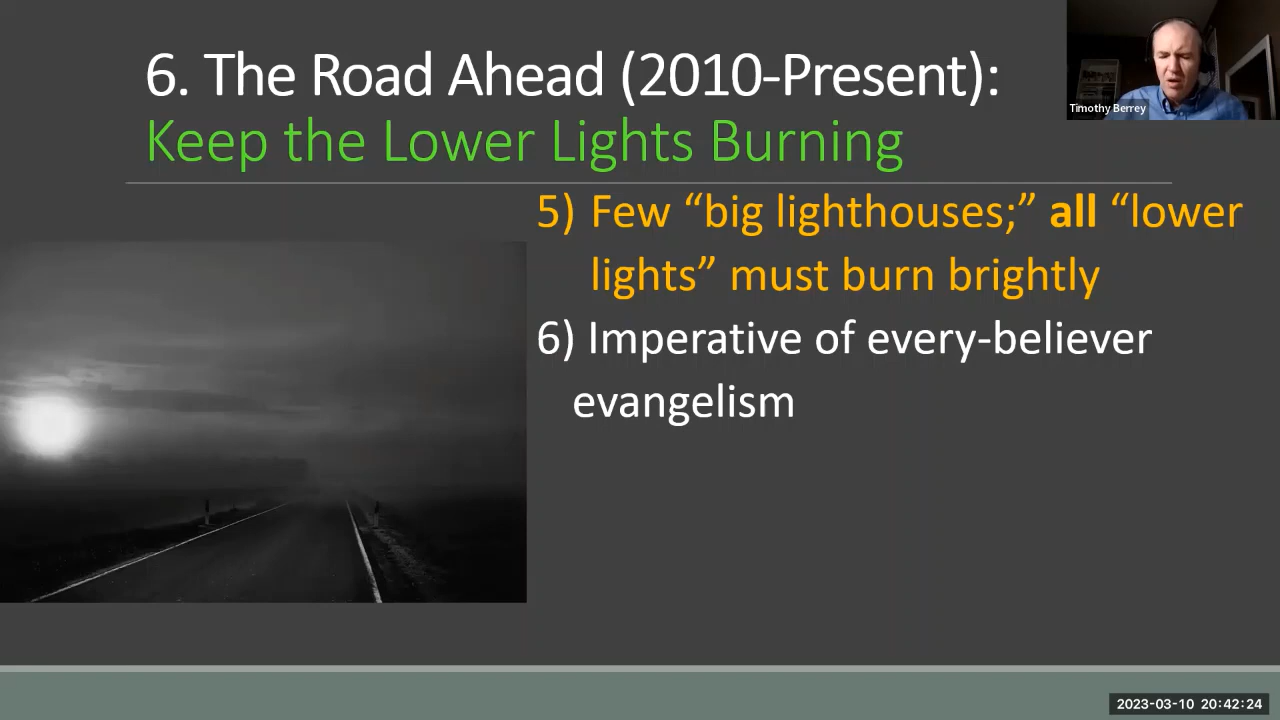 6. The Road Ahead (2010-Present):
Keep the Lower Lights Burning
Timothy Berrey
5) Few “big lighthouses;” all “lower
lights” must burn brightly
6) Imperative of every-believer
evangelism
2023-03-10 20:42:24